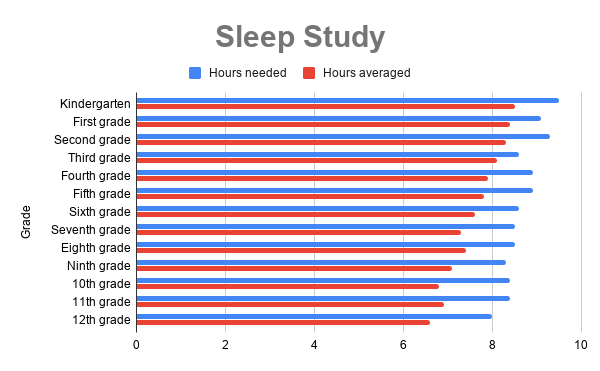 Sleep Study
Hours needed Hours averaged
Grade
Kindergarten
First grade
Second grade
Third grade
Fourth grade
Fifth grade
Sixth grade
Seventh grade
Eighth grade
Ninth grade
10th grade
11th grade
12th grade
0 2 4 6 8 10